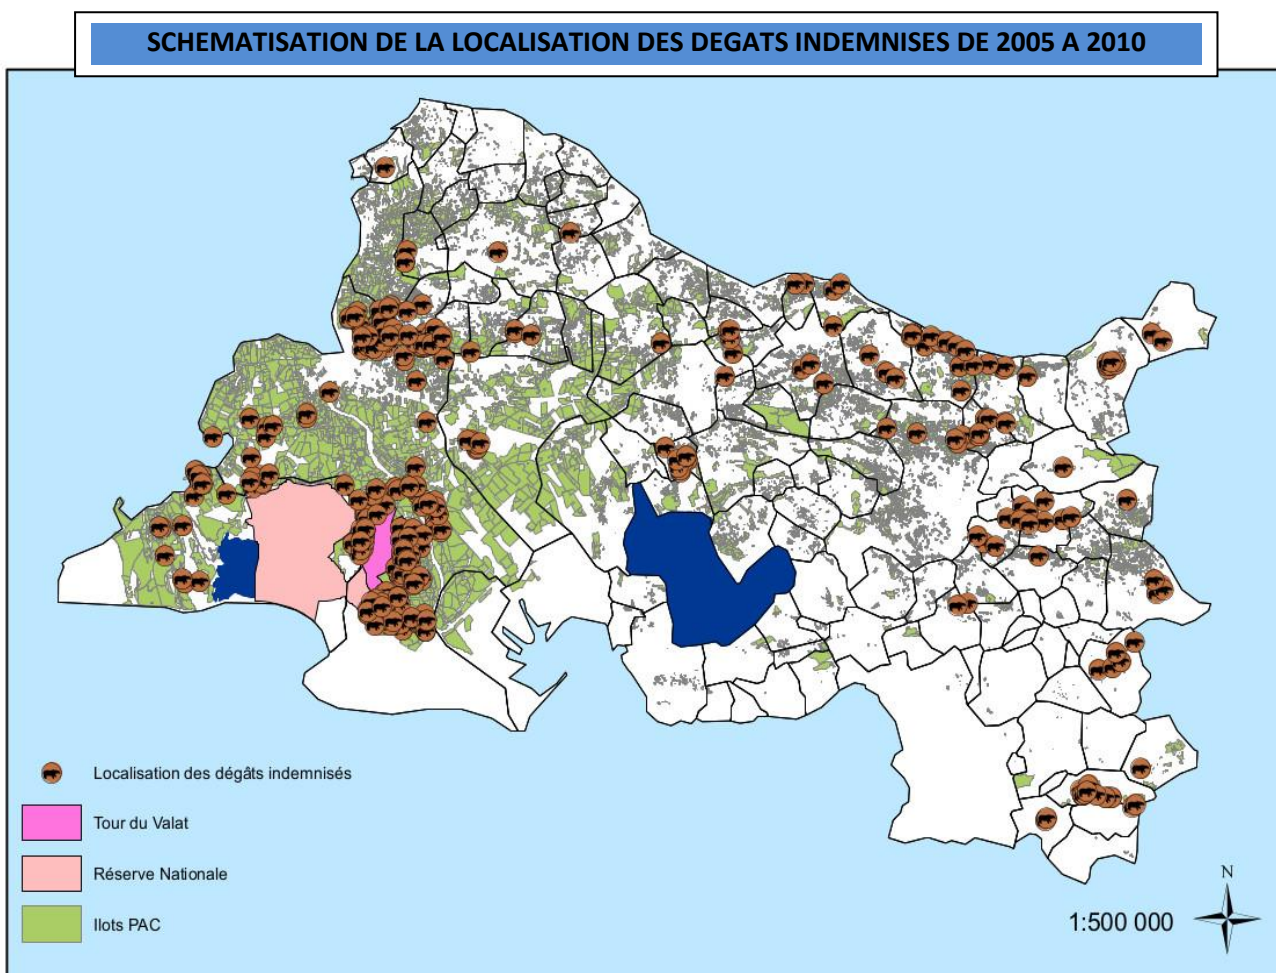 SCHEMATISATION DE LA LOCALISATION DES DEGATS INDEMNISES DE 2005 A 2010
Localisation des dégâts indemnisés
Tour du Valat
Réserve Nationale
Ilots PAC
N
1:500 000